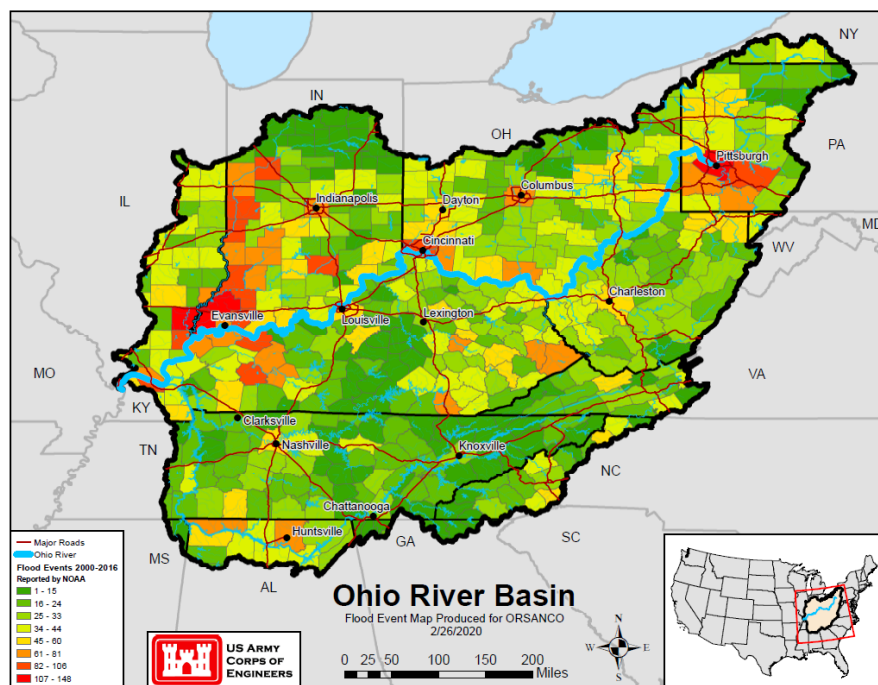 NY
IN
OH
PA
Pittsburgh
IL
Indianapolis
Dayton
Columbus
MD
Cincinnati
WV
Charleston
Evansville
Louisville
Lexington
MO
VA
KY
Clarksville
TN
Nashville
Knoxville
NC
Chattanooga
Huntsville
MS
AL
GA
SC
Major Roads
Ohio River
Flood Events 2000-2016
Reported by NOAA
1 - 15
16 - 24
25 - 33
34 - 44
45 - 60
61 - 81
82 - 106
107 - 148
US Army
Corps of
Engineers
Ohio River Basin
Flood Event Map Produced for ORSANCO
2/26/2020
N
W E
S
0 25 50 100 150 200
Miles